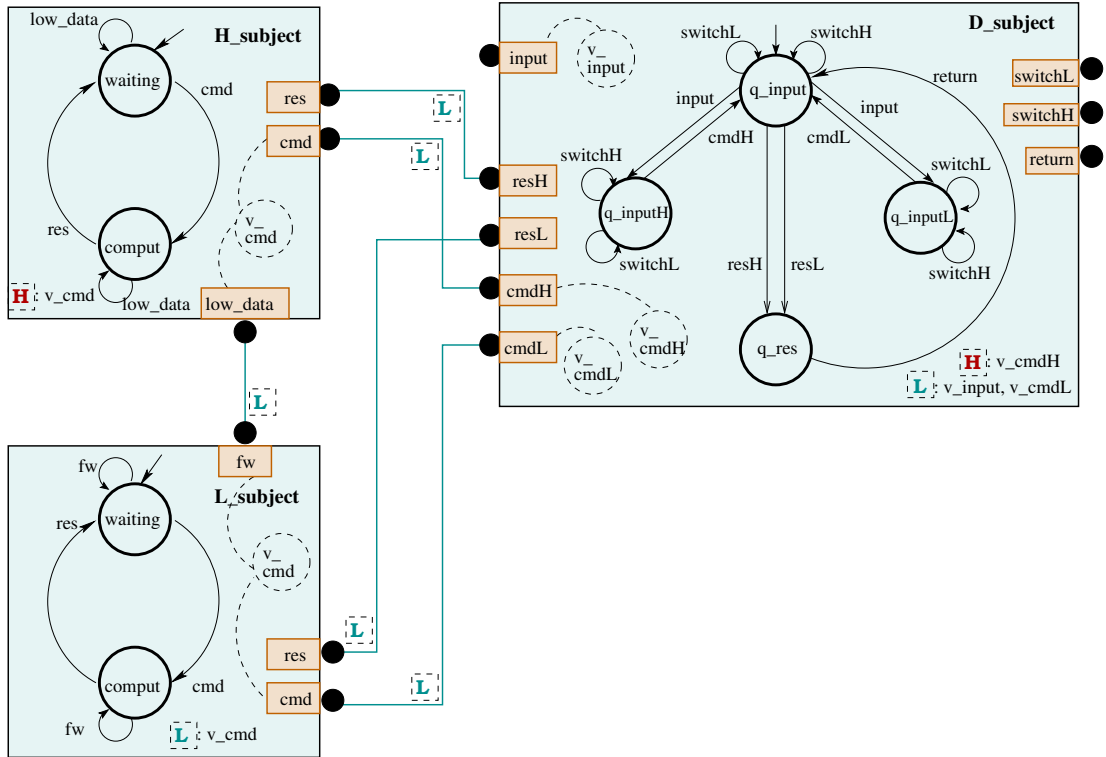 low_data
H_subject
waiting
cmd
res
cmd
v_
cmd
res
comput
H : v_cmd
low_data
low_data
L
L
L
fw
L_subject
fw
waiting
res
v_
cmd
comput
cmd
fw
res
cmd
L : v_cmd
L
L
D_subject
input
v_
input
switchL
switchH
q_input
return
input
input
cmdH
cmdL
switchH
switchL
q_inputH
q_inputL
switchL
switchH
resH
resL
resH
resL
cmdH
cmdL
v_
cmdH
v_
cmdL
q_res
H : v_cmdH
L : v_input, v_cmdL
switchL
switchH
return